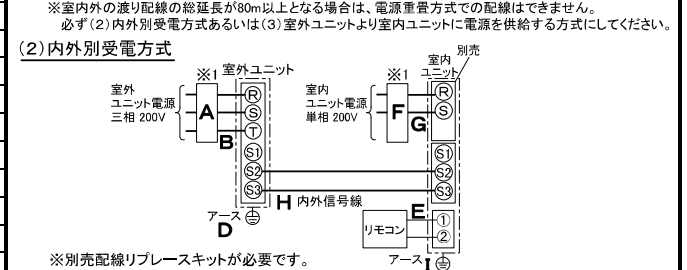 ※室内外の渡り配線の総延長が80m以上となる場合は、電源重畳方式での配線はできません。
必ず(2)内外別受電方式あるいは(3)室外ユニットより室内ユニットに電源を供給する方式にしてください。
(2)内外別受電方式
別売
※1 室外ユニット
※1 室内ユニット
室外
ユニット電源
三相 200V
A
B
R
S
T
S1
S2
S3
室内
ユニット電源
単相 200V
F
G
R
S
S1
S2
S3
H 内外信号線
アース
D
リモコン
E
①
②
アース I
※別売配線リプレースキットが必要です。